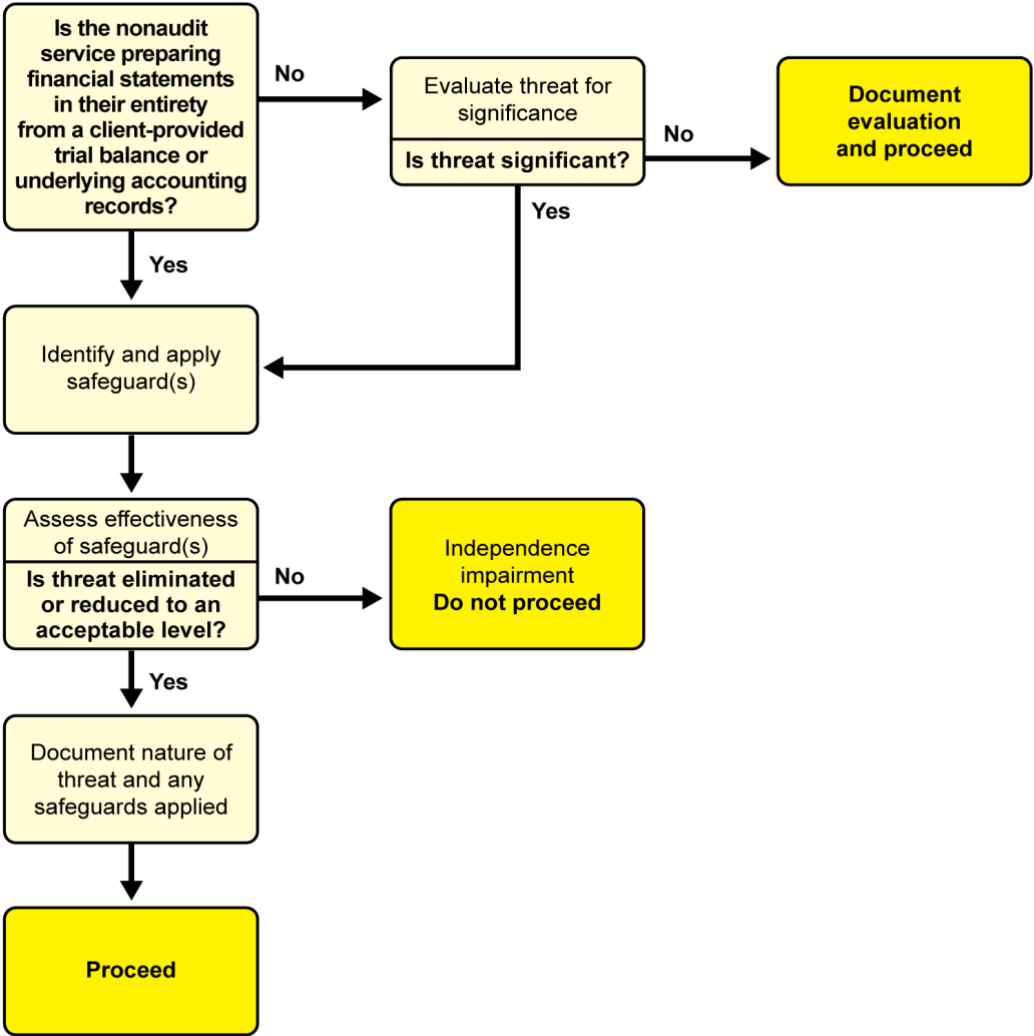 Is the nonaudit
service preparing
financial statements
in their entirety
from a client-provided
trial balance or
underlying accounting
records?
No
Evaluate threat for
significance
Is threat significant?
No
Document
evaluation
and proceed
Yes
Yes
Identify and apply
safeguard(s)
Assess effectiveness
of safeguard(s)
Is threat eliminated
or reduced to an
acceptable level?
No
Independence
impairment
Do not proceed
Yes
Document nature of
threat and any
safeguards applied
Proceed